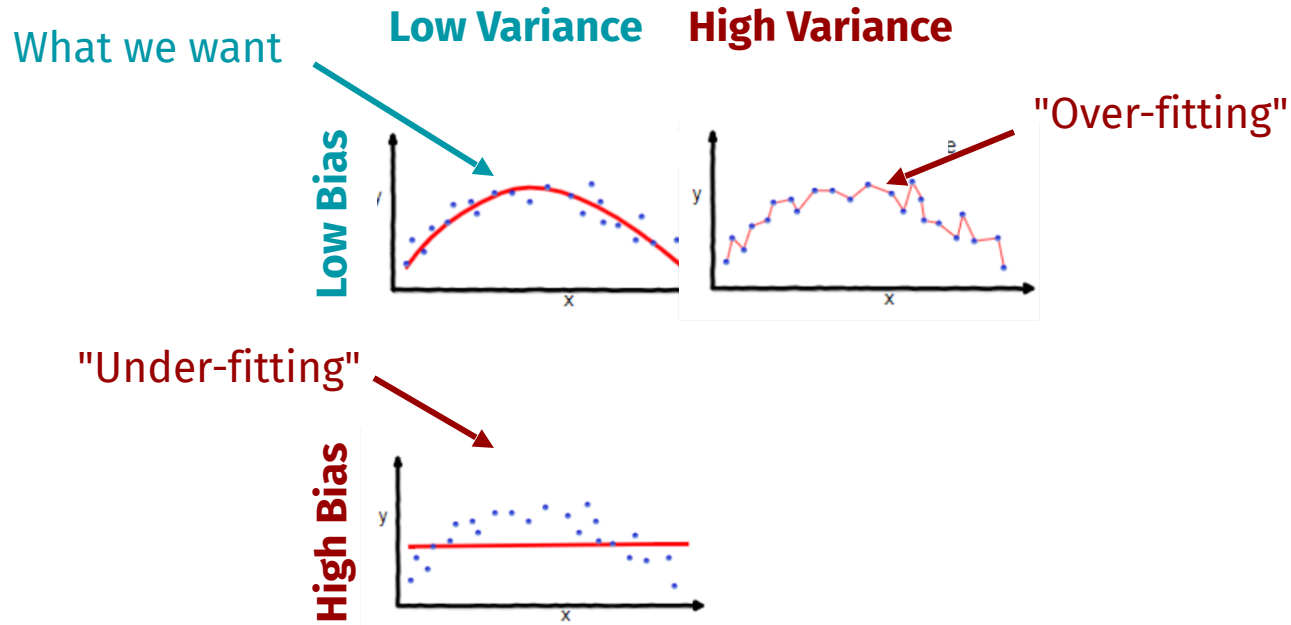 Low Variance
High Variance
What we want
"Over-fitting"
Low Bias
y
x
y
x
"Under-fitting"
High Bias
y
x